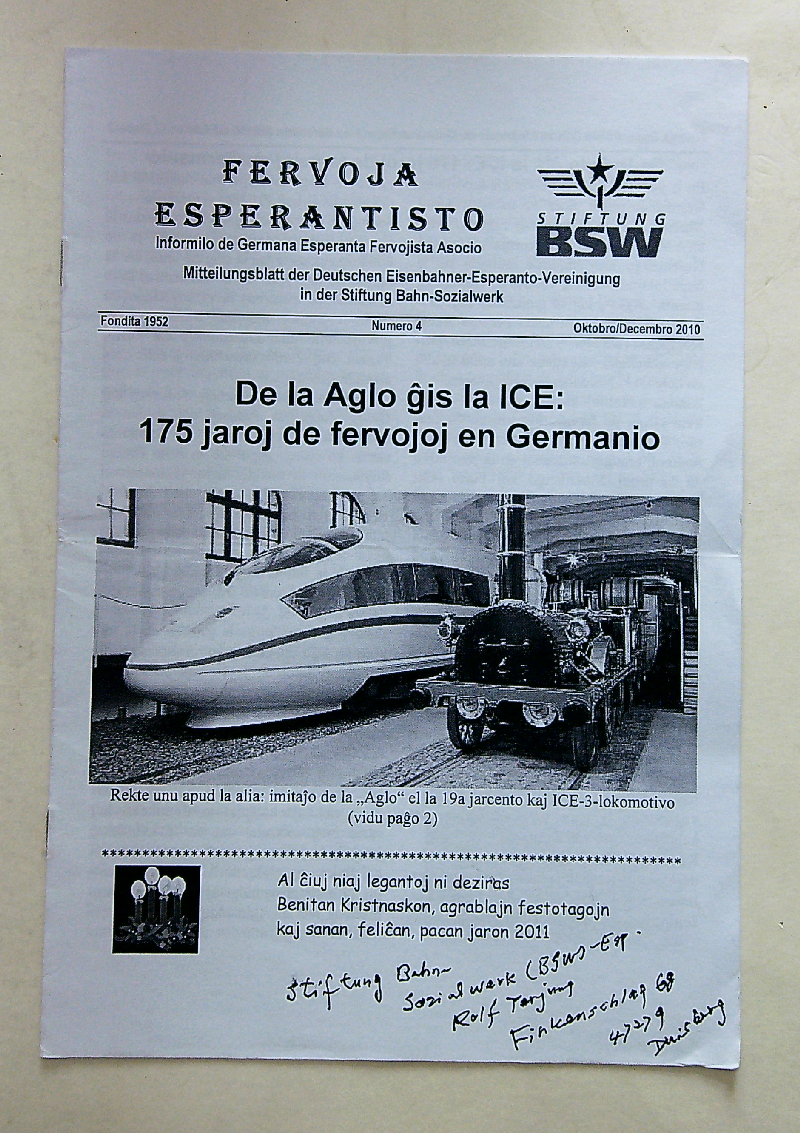 FERVOJA
ESPERANTISTO
Informilo de Germana Esperanta Fervojista Asocio
STIFTUNG
BSW
Mitteilungsblatt der Deutschen Eisenbahner-Esperanto-Vereinigung
in der Stiftung Bahn-Sozialwerk
Fondita 1952 Numero 4 Oktobro/Decembro 2010
De la Aglo ĝis la ICE:
175 jaroj de fervojoj en Germanio
Rekte unu apud la alia: imitaĵo de la „Aglo“ el la 19a jarcento kaj ICE-3-lokomotivo
(vidu paĝo 2)
************************************************************************************
Al ĉiuj niaj legantoj ni deziras
Benitan Kristnaskon, agrablajn festotagojn
kaj sanan, feliĉan, pacan jaron 2011
Stiftung Bahn-
Sozialwerk (BSW)-Esp.
Rolf Terjung
Finkenschlag 68
47279
Duisburg